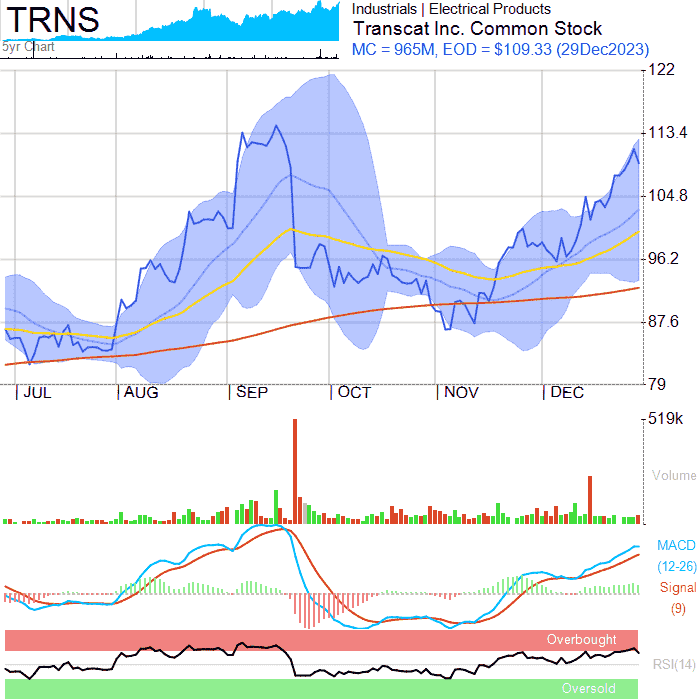 TRNS
5yr Chart
Industrials | Electrical Products
Transcat Inc. Common Stock
MC = 965M, EOD = $109.33 (29Dec2023)
122
113.4
104.8
96.2
87.6
79
JUL AUG SEP OCT NOV DEC
519k
Volume
MACD
(12-26)
Signal
(9)
Overbought
RSI(14)
Oversold